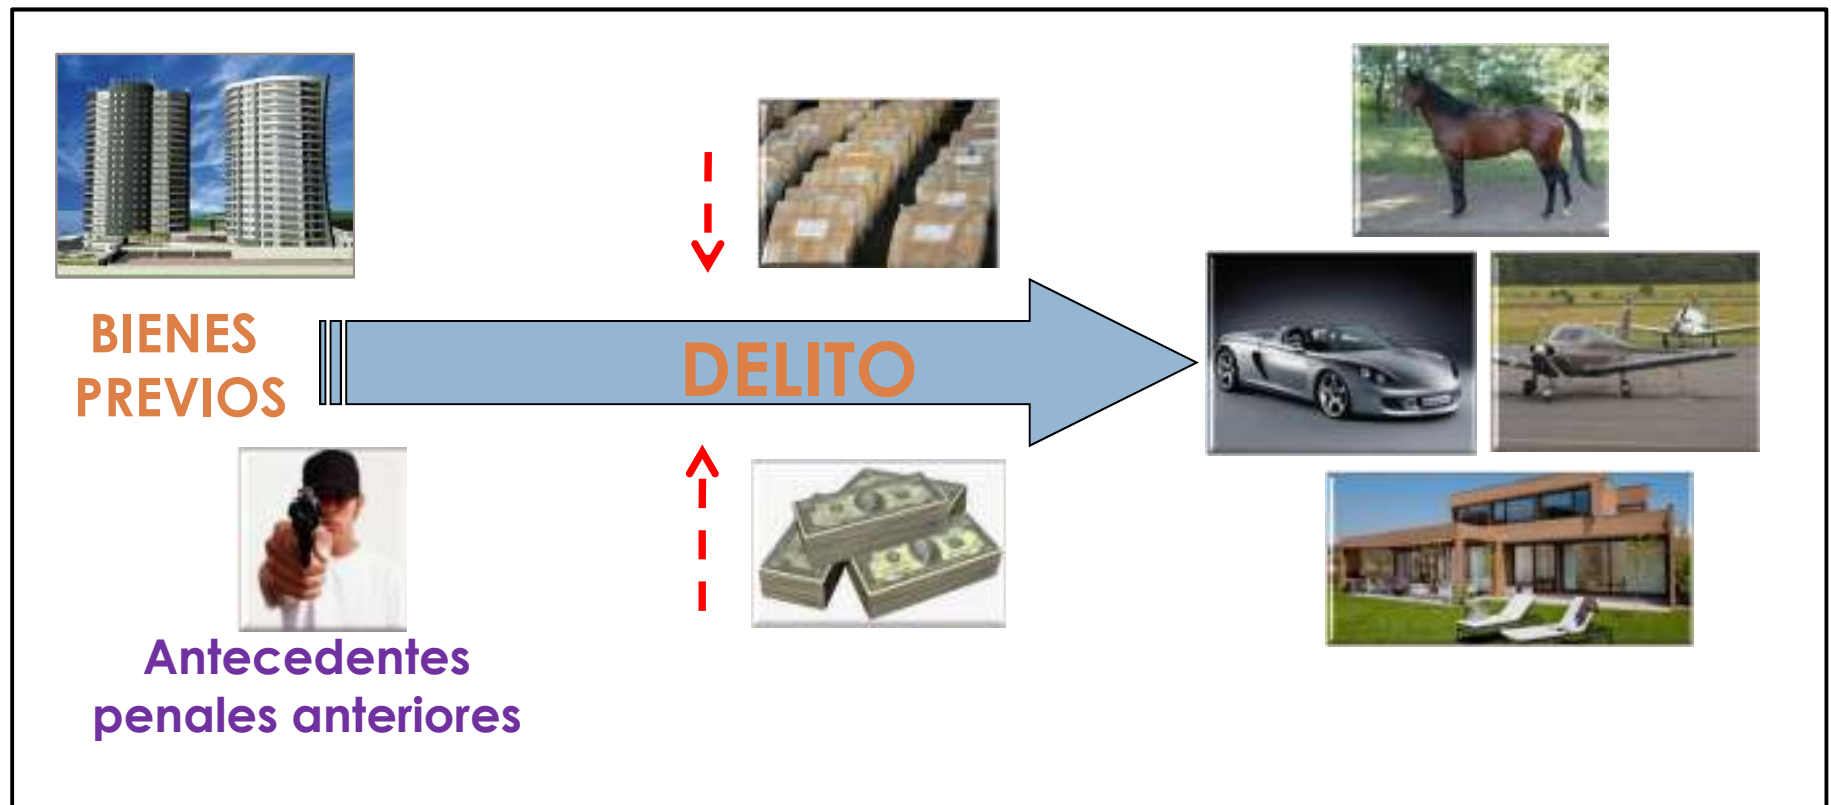 BIENES
PREVIOS
DELITO
Antecedentes
penales anteriores